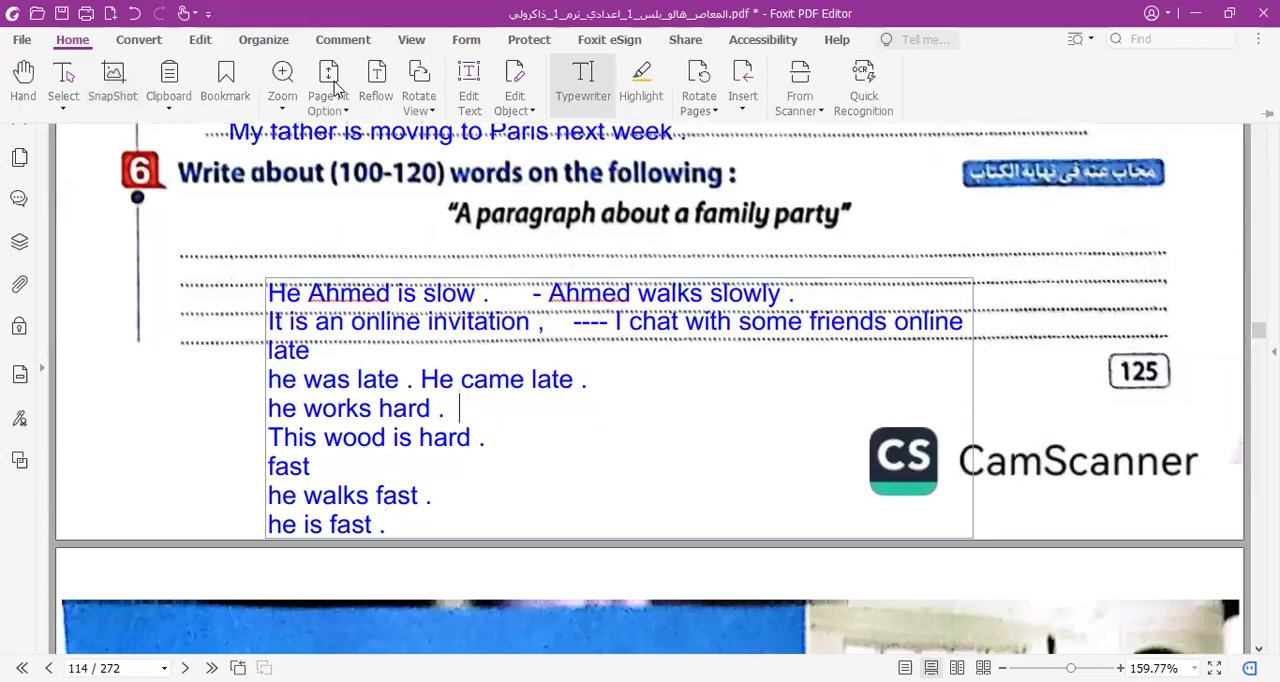 المعاصر_هالو_بلس_1_اعدادي_ترم_1_ذاكرولي.pdf * - Foxit PDF Editor
File Home Convert Edit Organize Comment View Form Protect Foxit eSign Share Accessibility Help Tell me... Find
Hand Select SnapShot Clipboard Bookmark Zoom Page Fit Option Reflow Rotate View Edit Text Edit Object Typewriter Highlight Rotate Pages Insert From Scanner Quick Recognition
My father is moving to Paris next week .
6 Write about (100-120) words on the following : مجاب عنه في نهاية الكتاب
"A paragraph about a family party"
He Ahmed is slow . - Ahmed walks slowly .
It is an online invitation , ---- I chat with some friends online
late
he was late . He came late .
he works hard .
This wood is hard .
fast
he walks fast .
he is fast .
125
CS CamScanner
114 / 272 159.77%